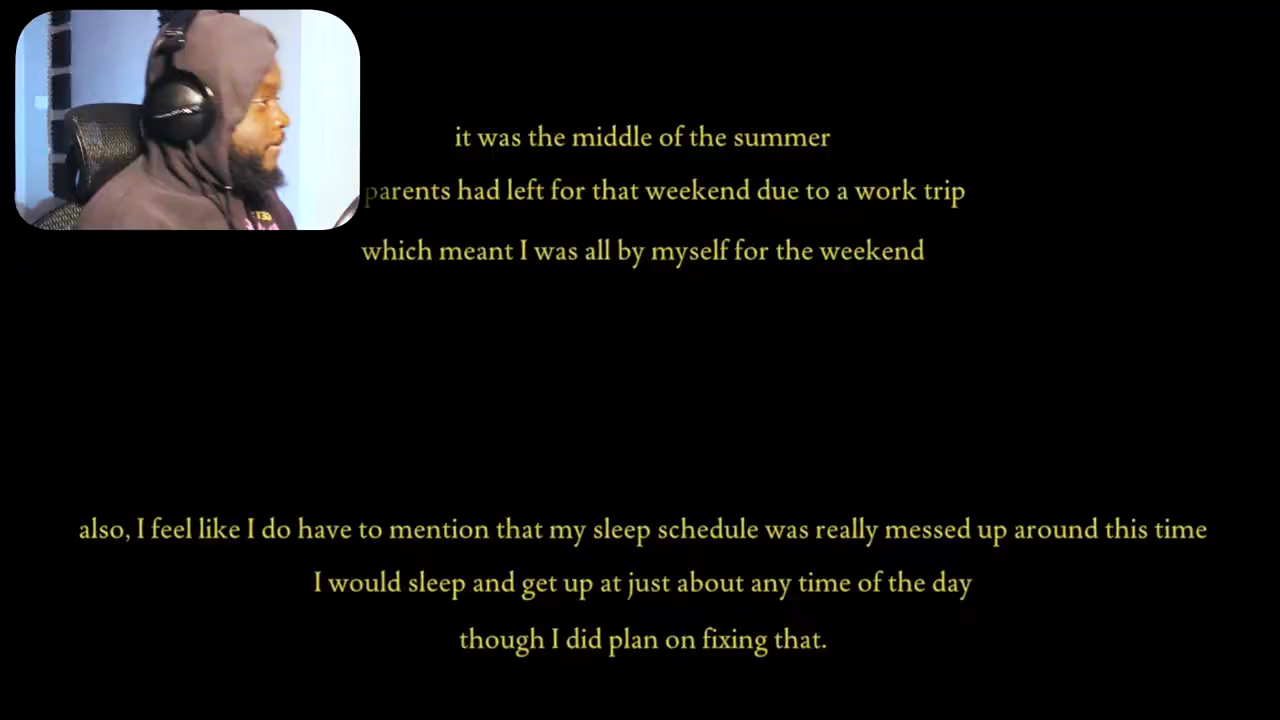 it was the middle of the summer
parents had left for that weekend due to a work trip
which meant I was all by myself for the weekend
also, I feel like I do have to mention that my sleep schedule was really messed up around this time
I would sleep and get up at just about any time of the day
though I did plan on fixing that.